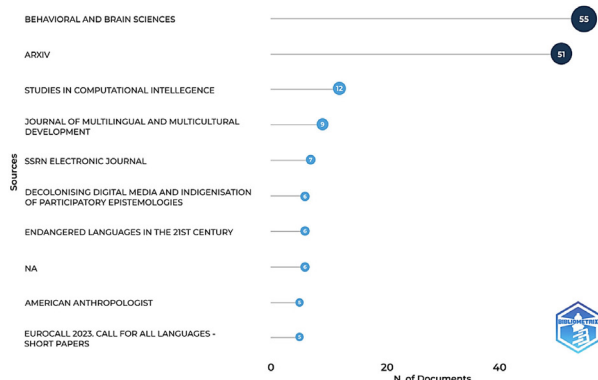 BEHAVIORAL AND BRAIN SCIENCES
55
ARXIV
51
STUDIES IN COMPUTATIONAL INTELLEGENCE
12
JOURNAL OF MULTILINGUAL AND MULTICULTURAL
DEVELOPMENT
9
SSRN ELECTRONIC JOURNAL
7
Sources
DECOLONISING DIGITAL MEDIA AND INDIGENISATION
OF PARTICIPATORY EPISTEMOLOGIES
6
ENDANGERED LANGUAGES IN THE 21ST CENTURY
6
NA
6
AMERICAN ANTHROPOLOGIST
5
EUROCALL 2023. CALL FOR ALL LANGUAGES -
SHORT PAPERS
5
BIBLIOMETRIX
0 20 40
N. of Documents